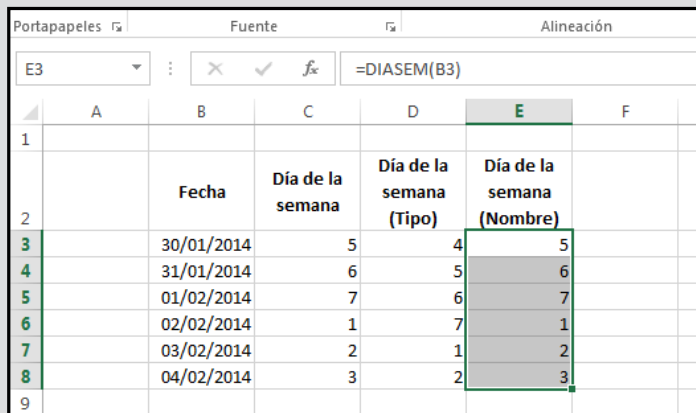 Portapapeles Fuente Alineación
E3 fx =DIASEM(B3)
A B C D E F
1
2 Fecha Día de la semana Día de la semana (Tipo) Día de la semana (Nombre)
3 30/01/2014 5 4 5
4 31/01/2014 6 5 6
5 01/02/2014 7 6 7
6 02/02/2014 1 7 1
7 03/02/2014 2 1 2
8 04/02/2014 3 2 3
9